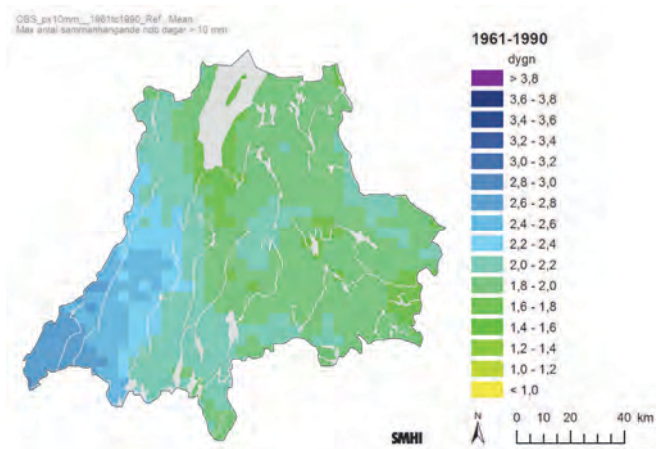 OBS_px10mm__1961to1990_Ref Mean
Max antal sammanhängande ndb dagar > 10 mm
1961-1990
dygn
> 3,8
3,6 - 3,8
3,4 - 3,6
3,2 - 3,4
3,0 - 3,2
2,8 - 3,0
2,6 - 2,8
2,4 - 2,6
2,2 - 2,4
2,0 - 2,2
1,8 - 2,0
1,6 - 1,8
1,4 - 1,6
1,2 - 1,4
1,0 - 1,2
< 1,0
SMHI
N
0 10 20 40 km